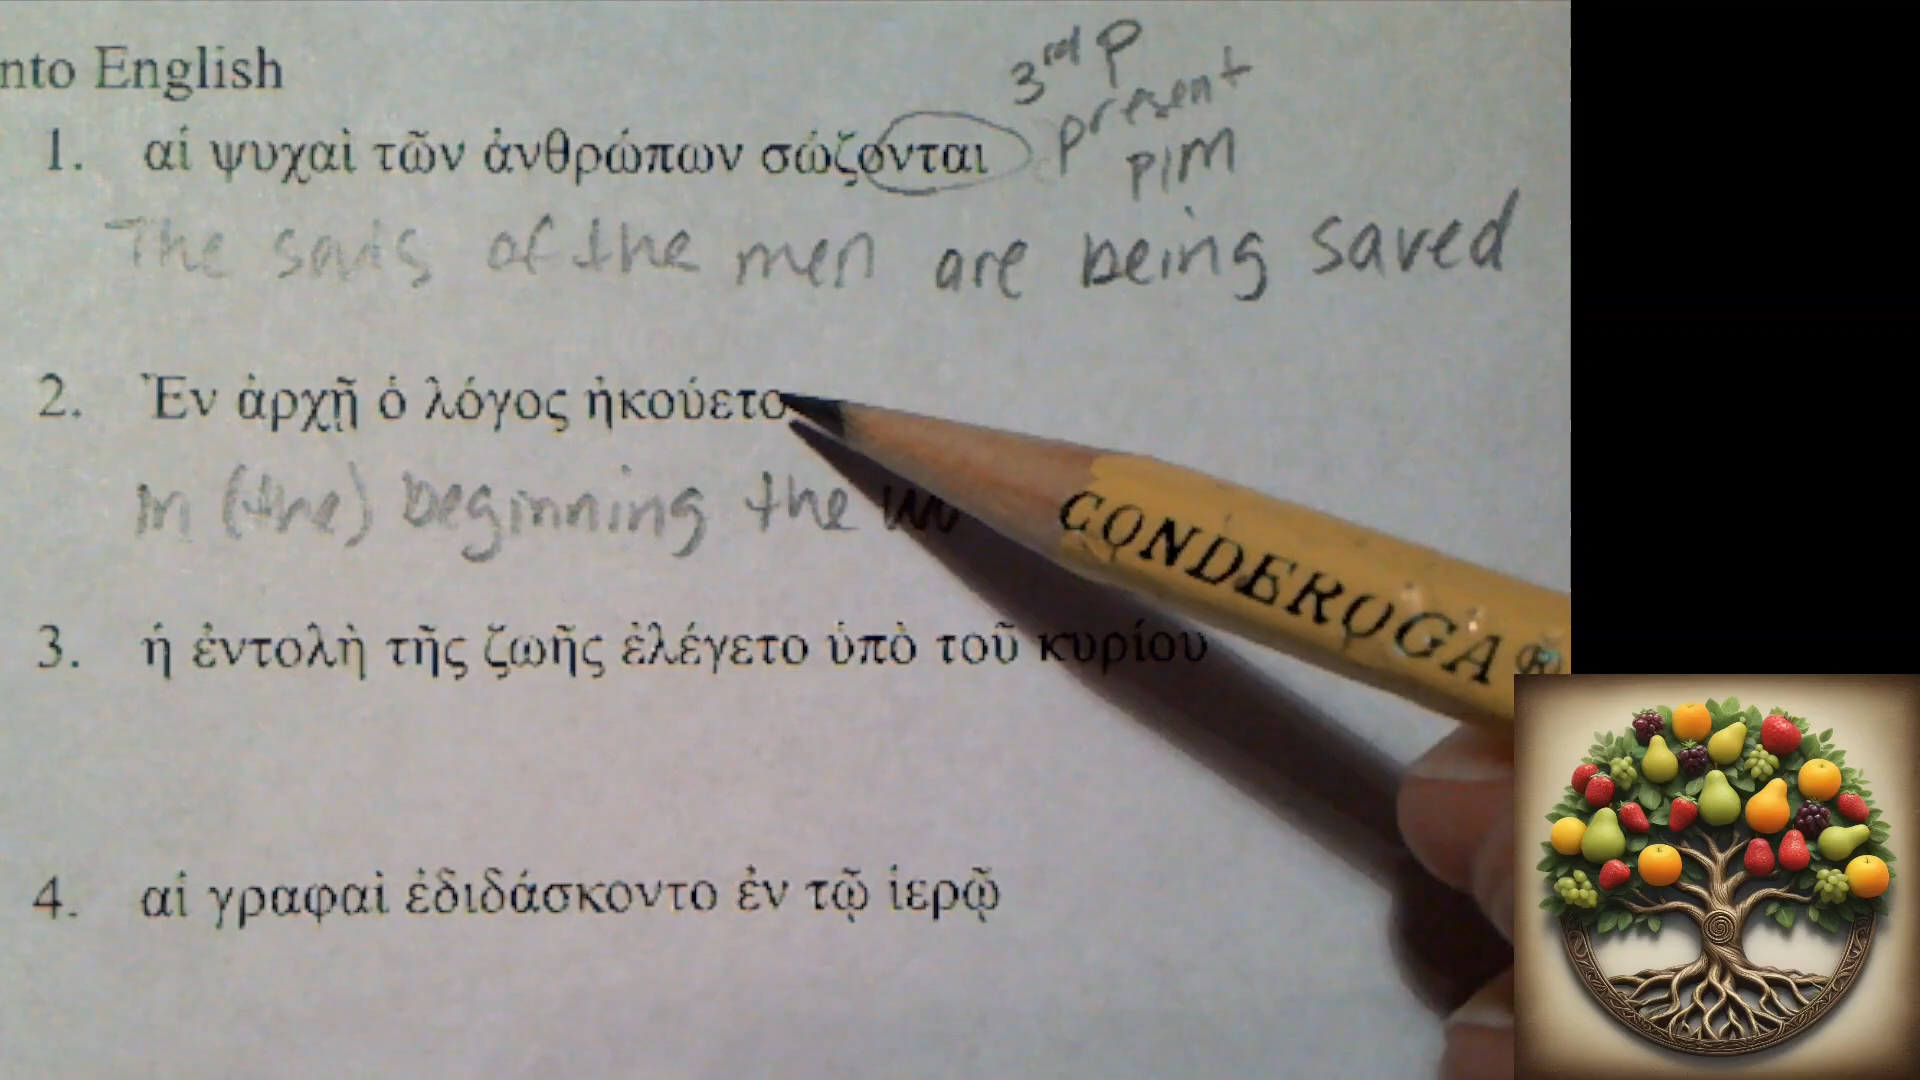 nto English
3rd P
present
P/M
1. αἱ ψυχαὶ τῶν ἀνθρώπων σώζονται
The souls of the men are being saved
2. Ἐν ἀρχῇ ὁ λόγος ἠκούετο
In (the) beginning the
3. ἡ ἐντολὴ τῆς ζωῆς ἐλέγετο ὑπὸ τοῦ κυρίου
CONDEROGA®
4. αἱ γραφαὶ ἐδιδάσκοντο ἐν τῷ ἱερῷ